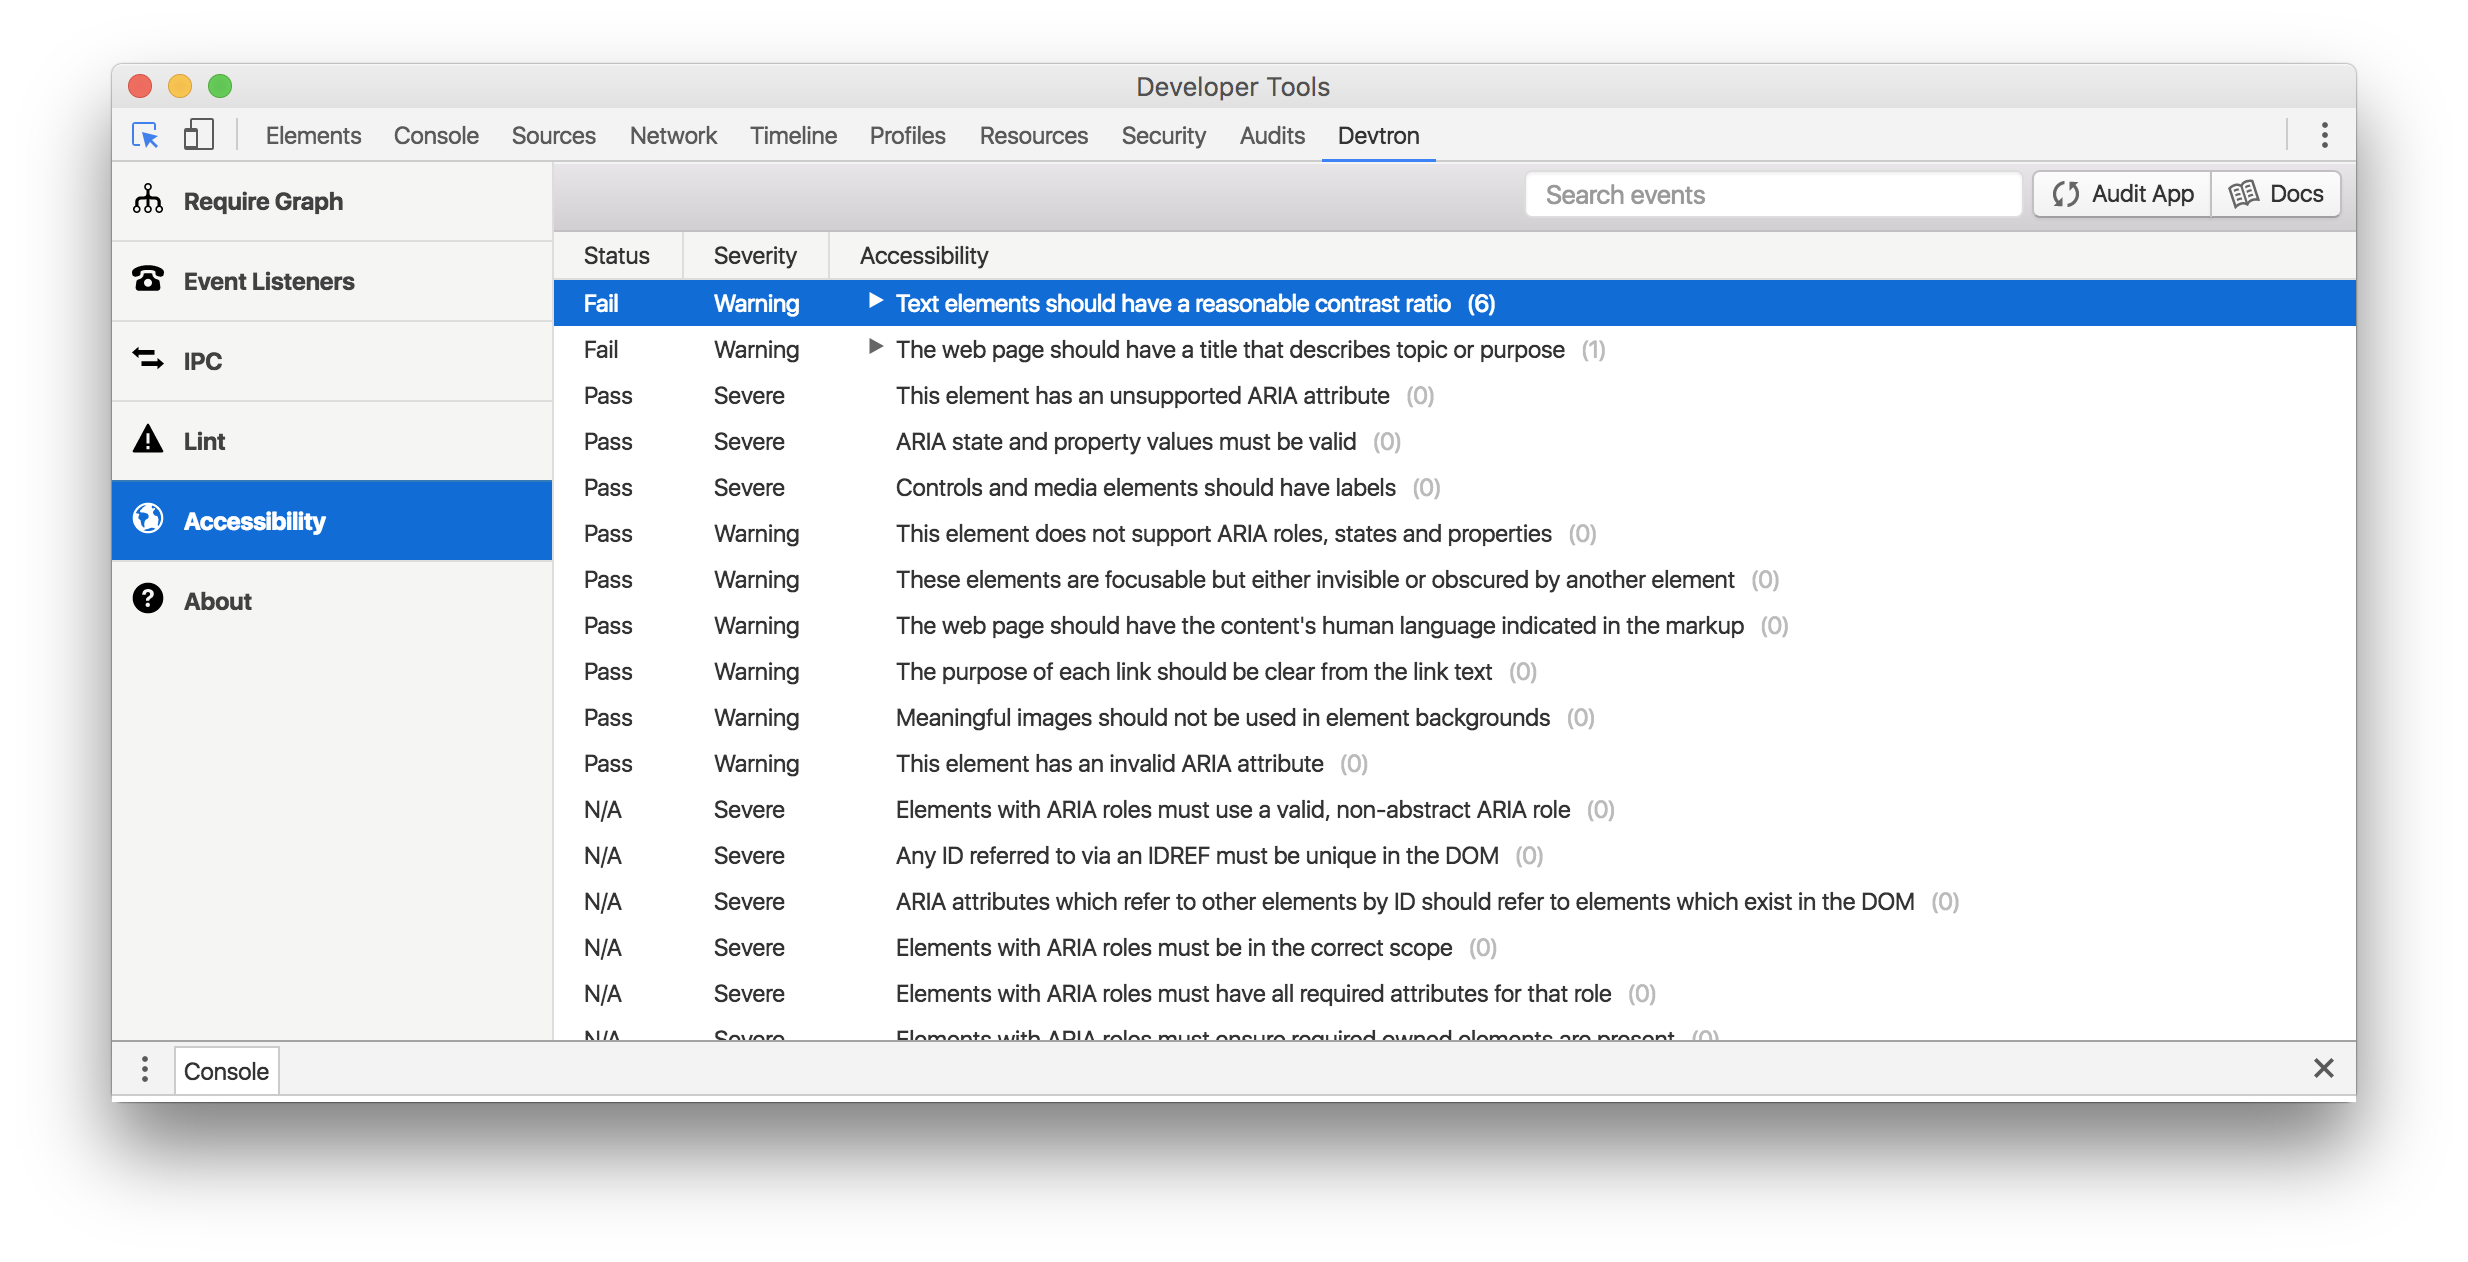 Developer Tools
Elements Console Sources Network Timeline Profiles Resources Security Audits Devtron
Require Graph
Event Listeners
IPC
Lint
Accessibility
About
Search events Audit App Docs
Status Severity Accessibility
Fail Warning Text elements should have a reasonable contrast ratio (6)
Fail Warning The web page should have a title that describes topic or purpose (1)
Pass Severe This element has an unsupported ARIA attribute (0)
Pass Severe ARIA state and property values must be valid (0)
Pass Severe Controls and media elements should have labels (0)
Pass Warning This element does not support ARIA roles, states and properties (0)
Pass Warning These elements are focusable but either invisible or obscured by another element (0)
Pass Warning The web page should have the content's human language indicated in the markup (0)
Pass Warning The purpose of each link should be clear from the link text (0)
Pass Warning Meaningful images should not be used in element backgrounds (0)
Pass Warning This element has an invalid ARIA attribute (0)
N/A Severe Elements with ARIA roles must use a valid, non-abstract ARIA role (0)
N/A Severe Any ID referred to via an IDREF must be unique in the DOM (0)
N/A Severe ARIA attributes which refer to other elements by ID should refer to elements which exist in the DOM (0)
N/A Severe Elements with ARIA roles must be in the correct scope (0)
N/A Severe Elements with ARIA roles must have all required attributes for that role (0)
N/A Severe Elements with ARIA roles must ensure required owned elements are present (0)
Console